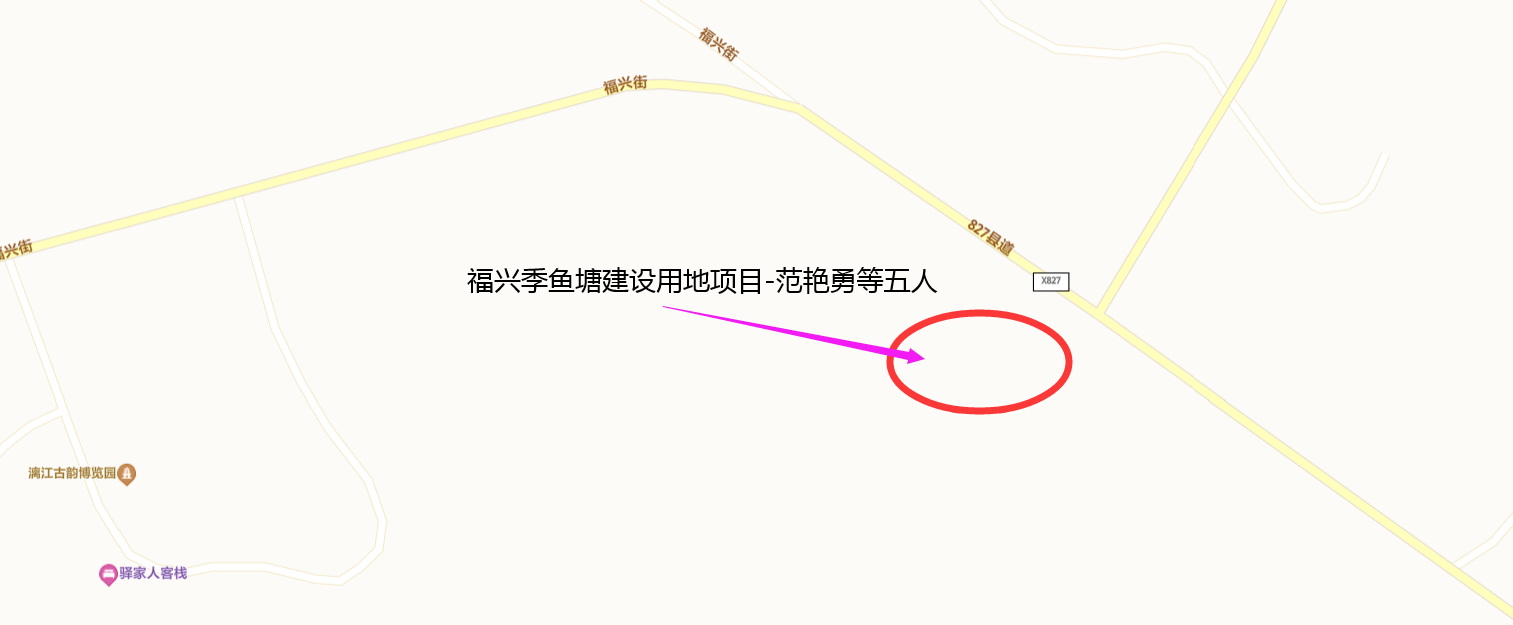 福兴街
福兴街
兴街
827县道
福兴季鱼塘建设用地项目-范艳勇等五人
X827
漓江古韵博览园
驿家人客栈